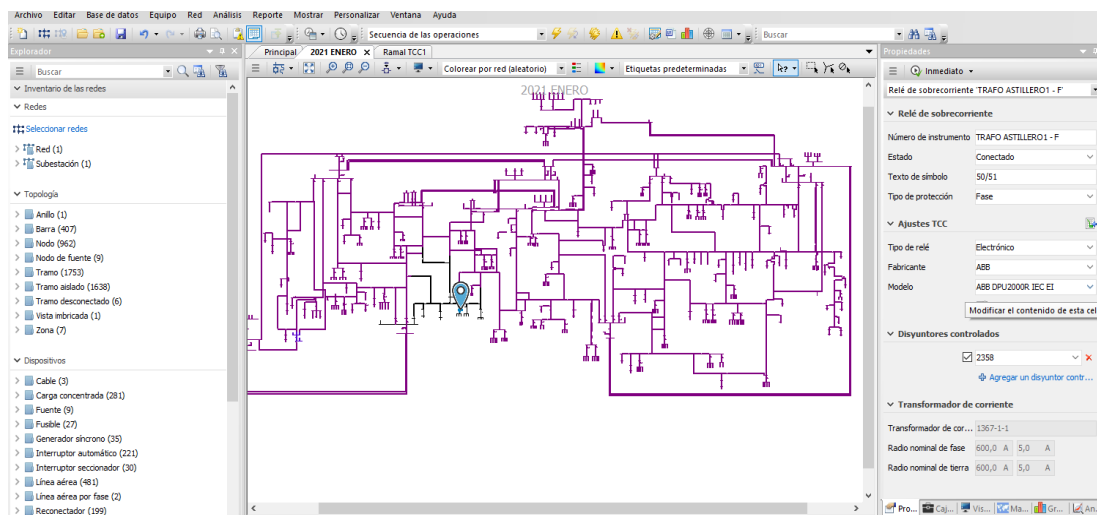 Archivo Editar Base de datos Equipo Red Análisis Reporte Mostrar Personalizar Ventana Ayuda
Secuencia de las operaciones
Buscar
Explorador
Buscar
Inventario de las redes
Redes
Seleccionar redes
Red (1)
Subestación (1)
Topología
Anillo (1)
Barra (407)
Nodo (962)
Nodo de fuente (9)
Tramo (1753)
Tramo aislado (1638)
Tramo desconectado (6)
Vista imbricada (1)
Zona (7)
Dispositivos
Cable (3)
Carga concentrada (281)
Fuente (9)
Fusible (27)
Generador síncrono (35)
Interruptor automático (221)
Interruptor seccionador (30)
Línea aérea (481)
Línea aérea por fase (2)
Reconectador (199)
Principal 2021 ENERO X Ramal TCC1
Colorear por red (aleatorio) Etiquetas predeterminadas
2021 ENERO
Propiedades
Inmediato
Relé de sobrecorriente 'TRAFO ASTILLERO1 - F'
Relé de sobrecorriente
Número de instrumento TRAFO ASTILLERO1 - F
Estado Conectado
Texto de símbolo 50/51
Tipo de protección Fase
Ajustes TCC
Tipo de relé Electrónico
Fabricante ABB
Modelo ABB DPU2000R IEC EI
Modificar el contenido de esta cel
Disyuntores controlados
2358
Agregar un disyuntor contr...
Transformador de corriente
Transformador de cor... 1367-1-1
Radio nominal de fase 600,0 A 5,0 A
Radio nominal de tierra 600,0 A 5,0 A
Pro... Caj... Vis... Ma... Gr... An...